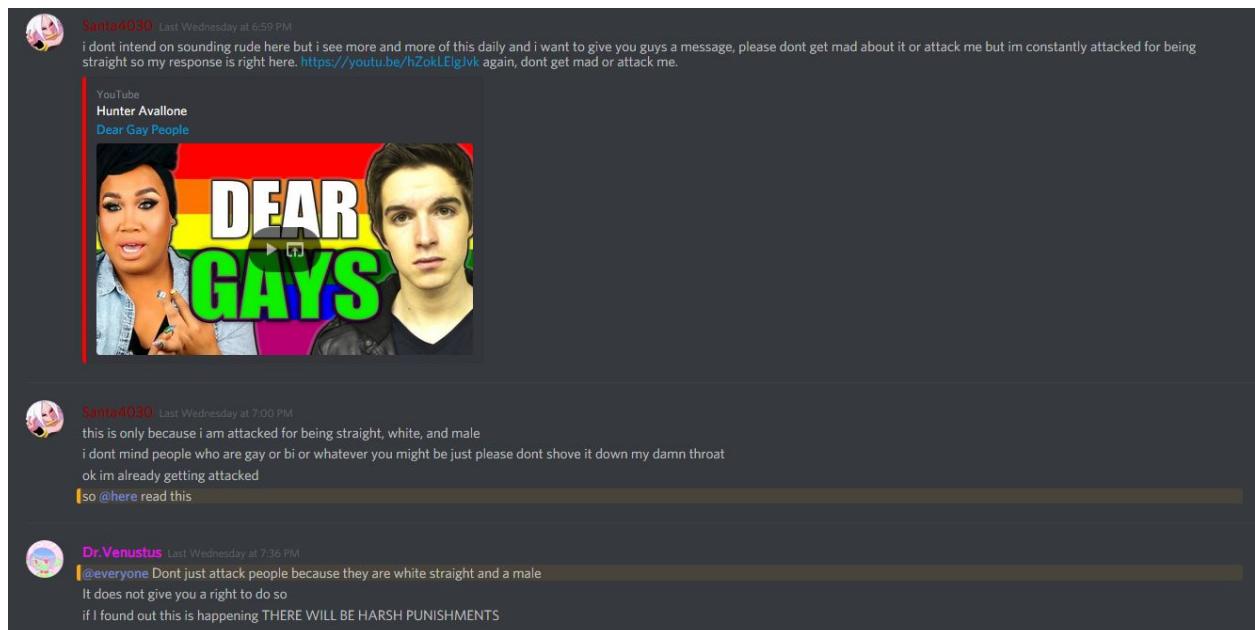 Santa4030 Last Wednesday at 6:59 PM
i dont intend on sounding rude here but i see more and more of this daily and i want to give you guys a message, please dont get mad about it or attack me but im constantly attacked for being
straight so my response is right here. https://youtu.be/hZokLElgJvk again, dont get mad or attack me.
YouTube
Hunter Avallone
Dear Gay People
DEAR
GAYS
Santa4030 Last Wednesday at 7:00 PM
this is only because i am attacked for being straight, white, and male
i dont mind people who are gay or bi or whatever you might be just please dont shove it down my damn throat
ok im already getting attacked
so @here read this
Dr.Venustus Last Wednesday at 7:36 PM
@everyone Dont just attack people because they are white straight and a male
It does not give you a right to do so
if I found out this is happening THERE WILL BE HARSH PUNISHMENTS